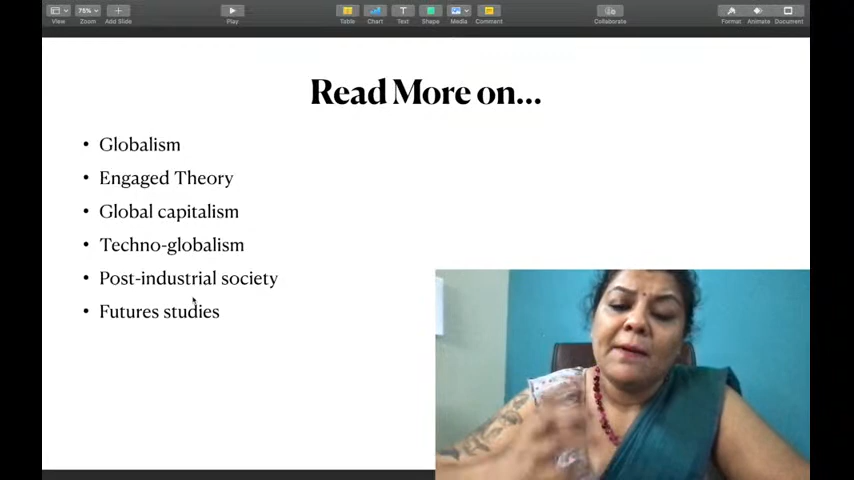 View
75%
Zoom
Add Slide
Play
Table
Chart
Text
Shape
Media
Comment
Collaborate
Format
Animate
Document
Read More on...
• Globalism
• Engaged Theory
• Global capitalism
• Techno-globalism
• Post-industrial society
• Futures studies